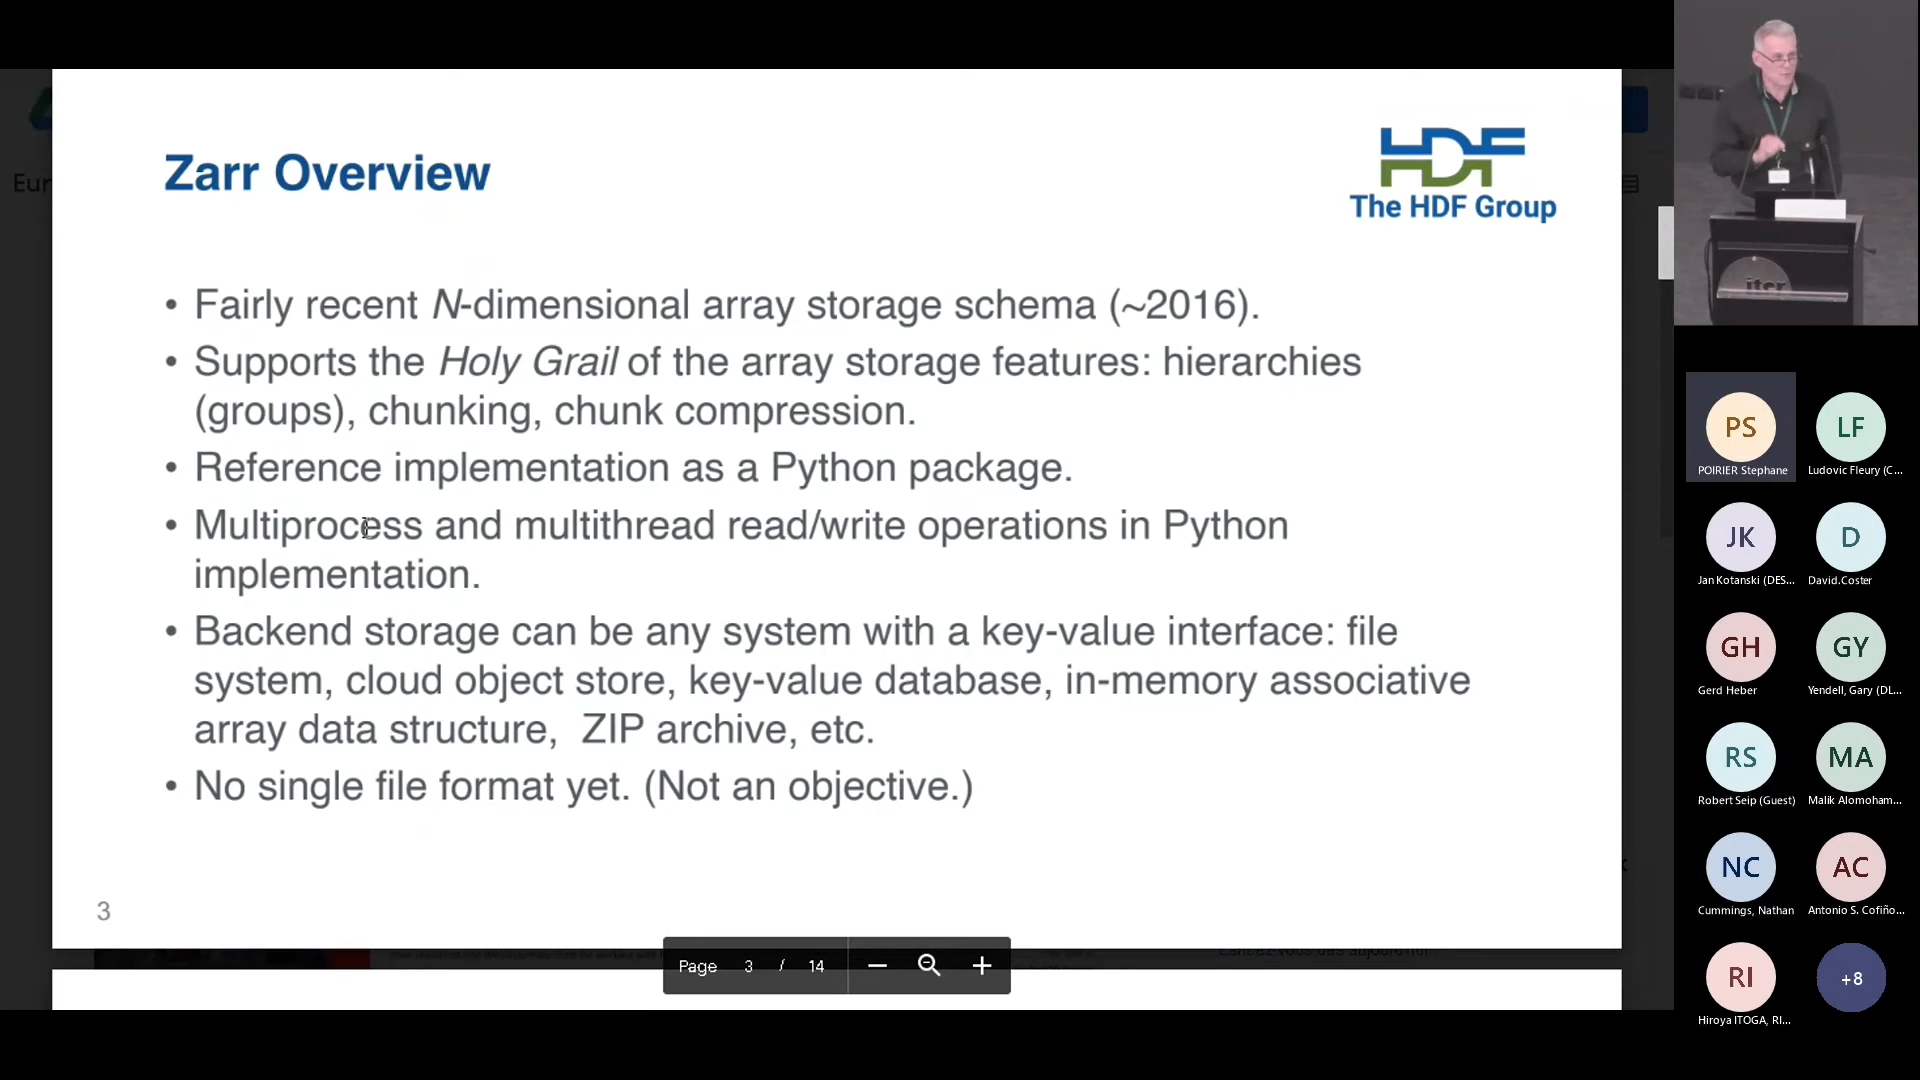 Zarr Overview
The HDF Group
• Fairly recent N-dimensional array storage schema (~2016).
• Supports the Holy Grail of the array storage features: hierarchies
(groups), chunking, chunk compression.
• Reference implementation as a Python package.
• Multiprocess and multithread read/write operations in Python
implementation.
• Backend storage can be any system with a key-value interface: file
system, cloud object store, key-value database, in-memory associative
array data structure, ZIP archive, etc.
• No single file format yet. (Not an objective.)
3
Page 3 / 14
Eur
iter
PS
POIRIER Stephane
LF
Ludovic Fleury (C...
JK
Jan Kotanski (DES...
D
David.Coster
GH
Gerd Heber
GY
Yendell, Gary (DL...
RS
Robert Seip (Guest)
MA
Malik Alomoham...
NC
Cummings, Nathan
AC
Antonio S. Cofiño...
RI
Hiroya ITOGA, RI...
+8